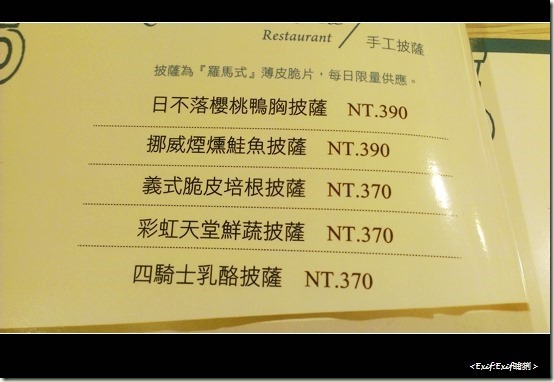 Restaurant
手工披薩
披薩為『羅馬式』薄皮脆片，每日限量供應。
日不落櫻桃鴨胸披薩 NT.390
挪威煙燻鮭魚披薩 NT.390
義式脆皮培根披薩 NT.370
彩虹天堂鮮蔬披薩 NT.370
四騎士乳酪披薩 NT.370